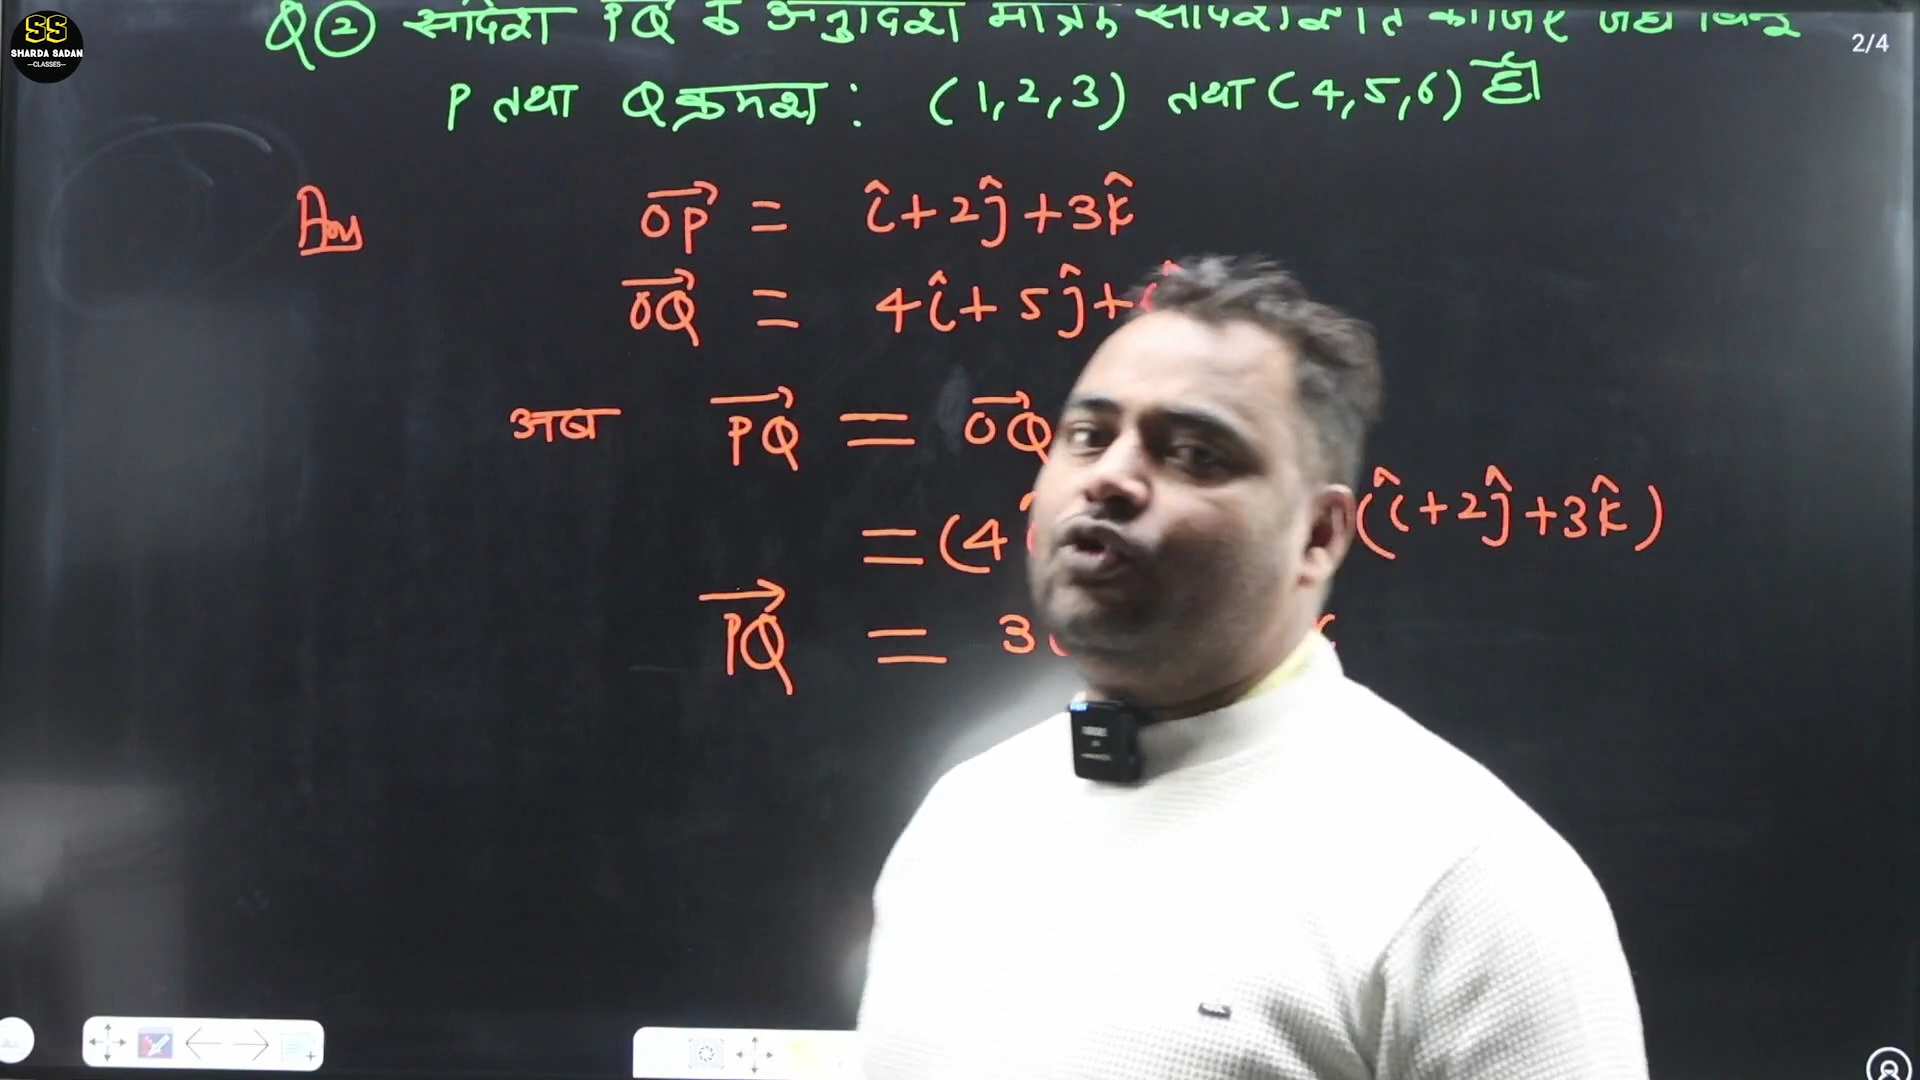 SS
SHARDA SADAN
CLASSES
2/4
Q② सदिश PQ के अनुदिश मात्रक सदिश ज्ञात कीजिए जहाँ बिन्दु
P तथा Q क्रमश: (1,2,3) तथा (4,5,6) हैं।
Ans
OP = î+2ĵ+3k̂
OQ = 4î+5ĵ+
अब PQ = OQ
=(4 (î+2ĵ+3k̂)
PQ = 3